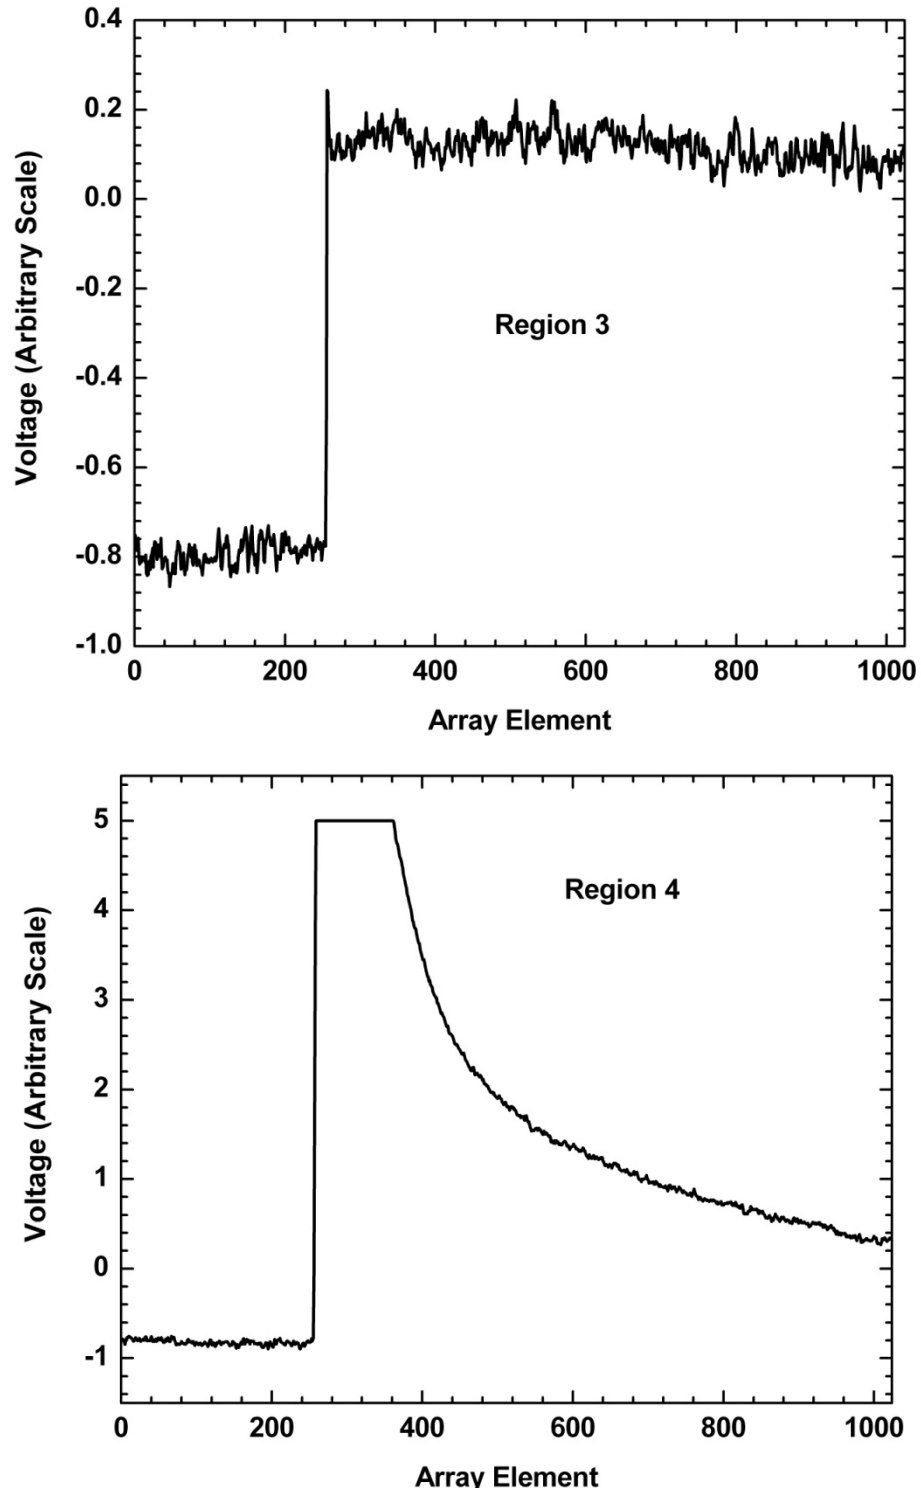 0.4
0.2
0.0
-0.2
-0.4
-0.6
-0.8
-1.0
Voltage (Arbitrary Scale)
Region 3
0 200 400 600 800 1000
Array Element
5
4
3
2
1
0
-1
Voltage (Arbitrary Scale)
Region 4
0 200 400 600 800 1000
Array Element